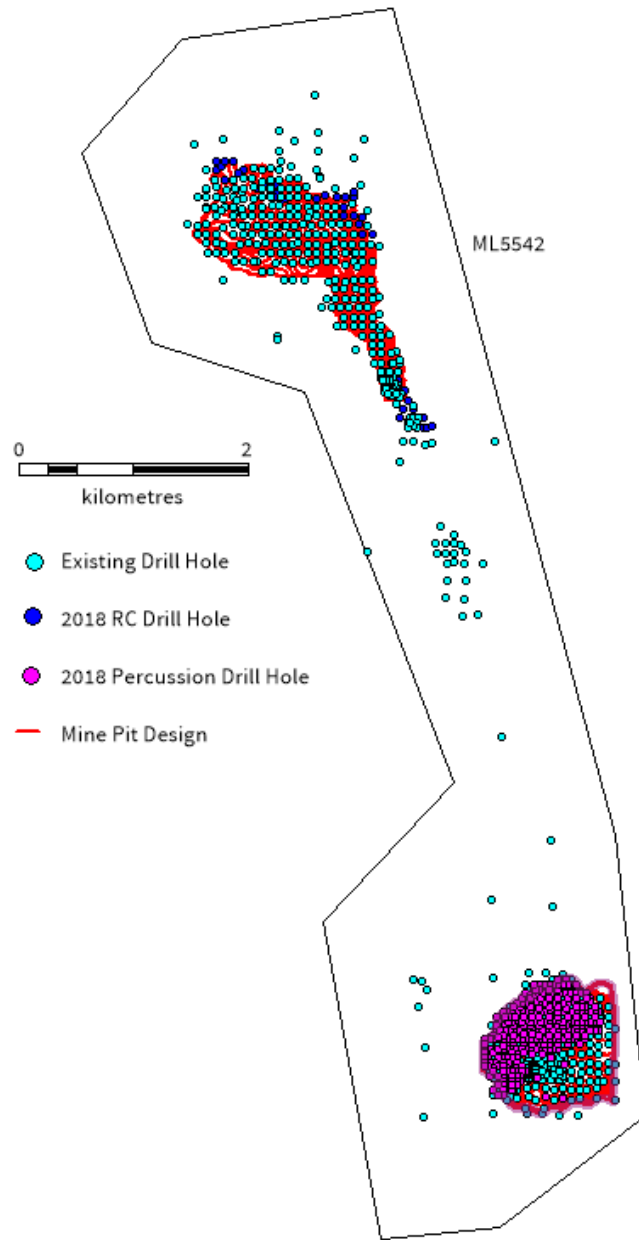 ML5542
0 2
kilometres
Existing Drill Hole
2018 RC Drill Hole
2018 Percussion Drill Hole
Mine Pit Design